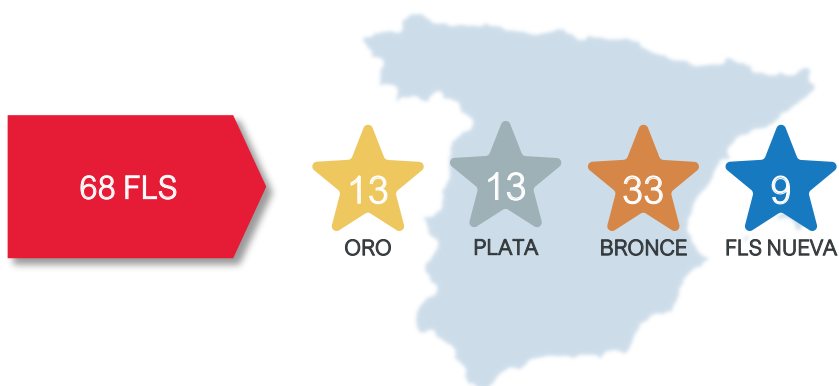 68 FLS
13
13
33
9
ORO
PLATA
BRONCE
FLS NUEVA